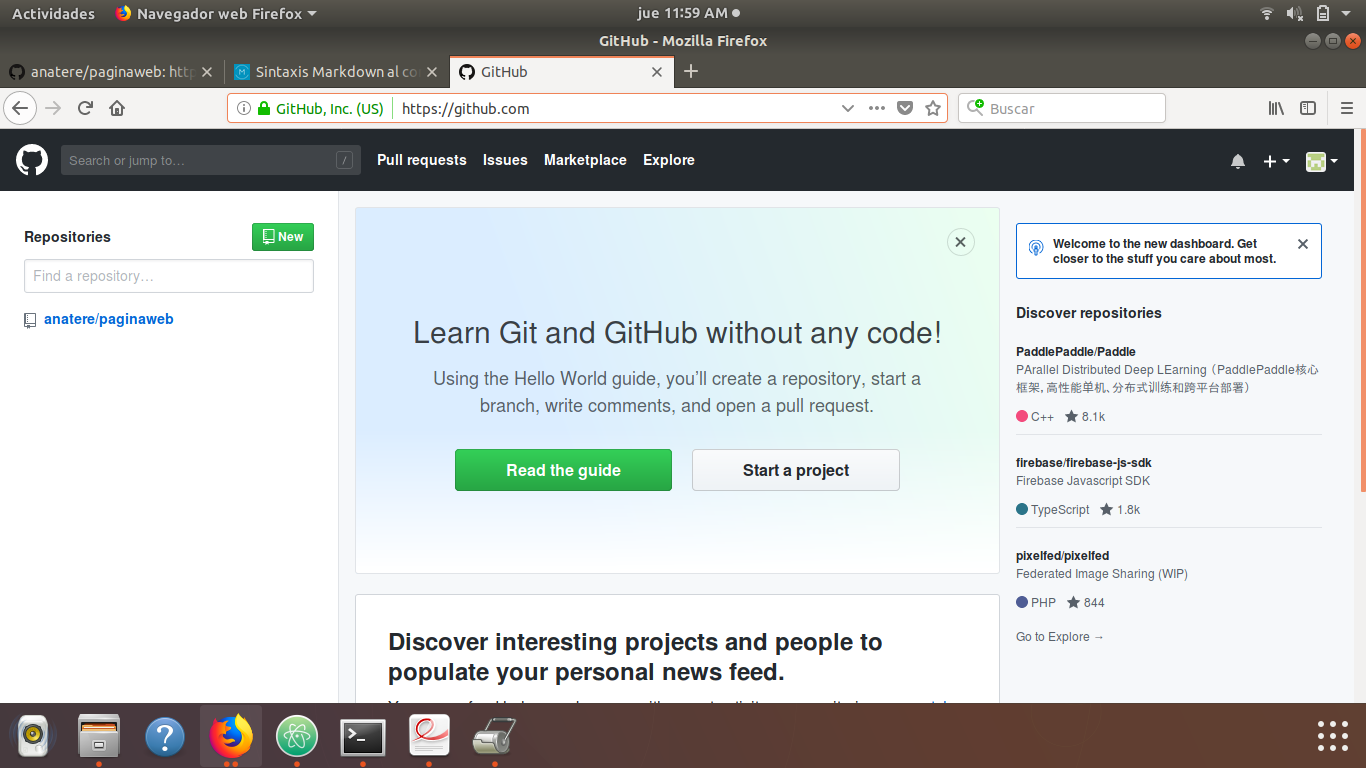 Actividades Navegador web Firefox jue 11:59 AM
GitHub - Mozilla Firefox
anatere/paginaweb: http Sintaxis Markdown al co GitHub
GitHub, Inc. (US) https://github.com Buscar
Search or jump to… / Pull requests Issues Marketplace Explore
Repositories New
Find a repository…
anatere/paginaweb
Learn Git and GitHub without any code!
Using the Hello World guide, you’ll create a repository, start a
branch, write comments, and open a pull request.
Read the guide Start a project
Discover interesting projects and people to
populate your personal news feed.
Welcome to the new dashboard. Get
closer to the stuff you care about most.
Discover repositories
PaddlePaddle/Paddle
PArallel Distributed Deep LEarning（PaddlePaddle核心
框架，高性能单机、分布式训练和跨平台部署）
C++ 8.1k
firebase/firebase-js-sdk
Firebase Javascript SDK
TypeScript 1.8k
pixelfed/pixelfed
Federated Image Sharing (WIP)
PHP 844
Go to Explore →